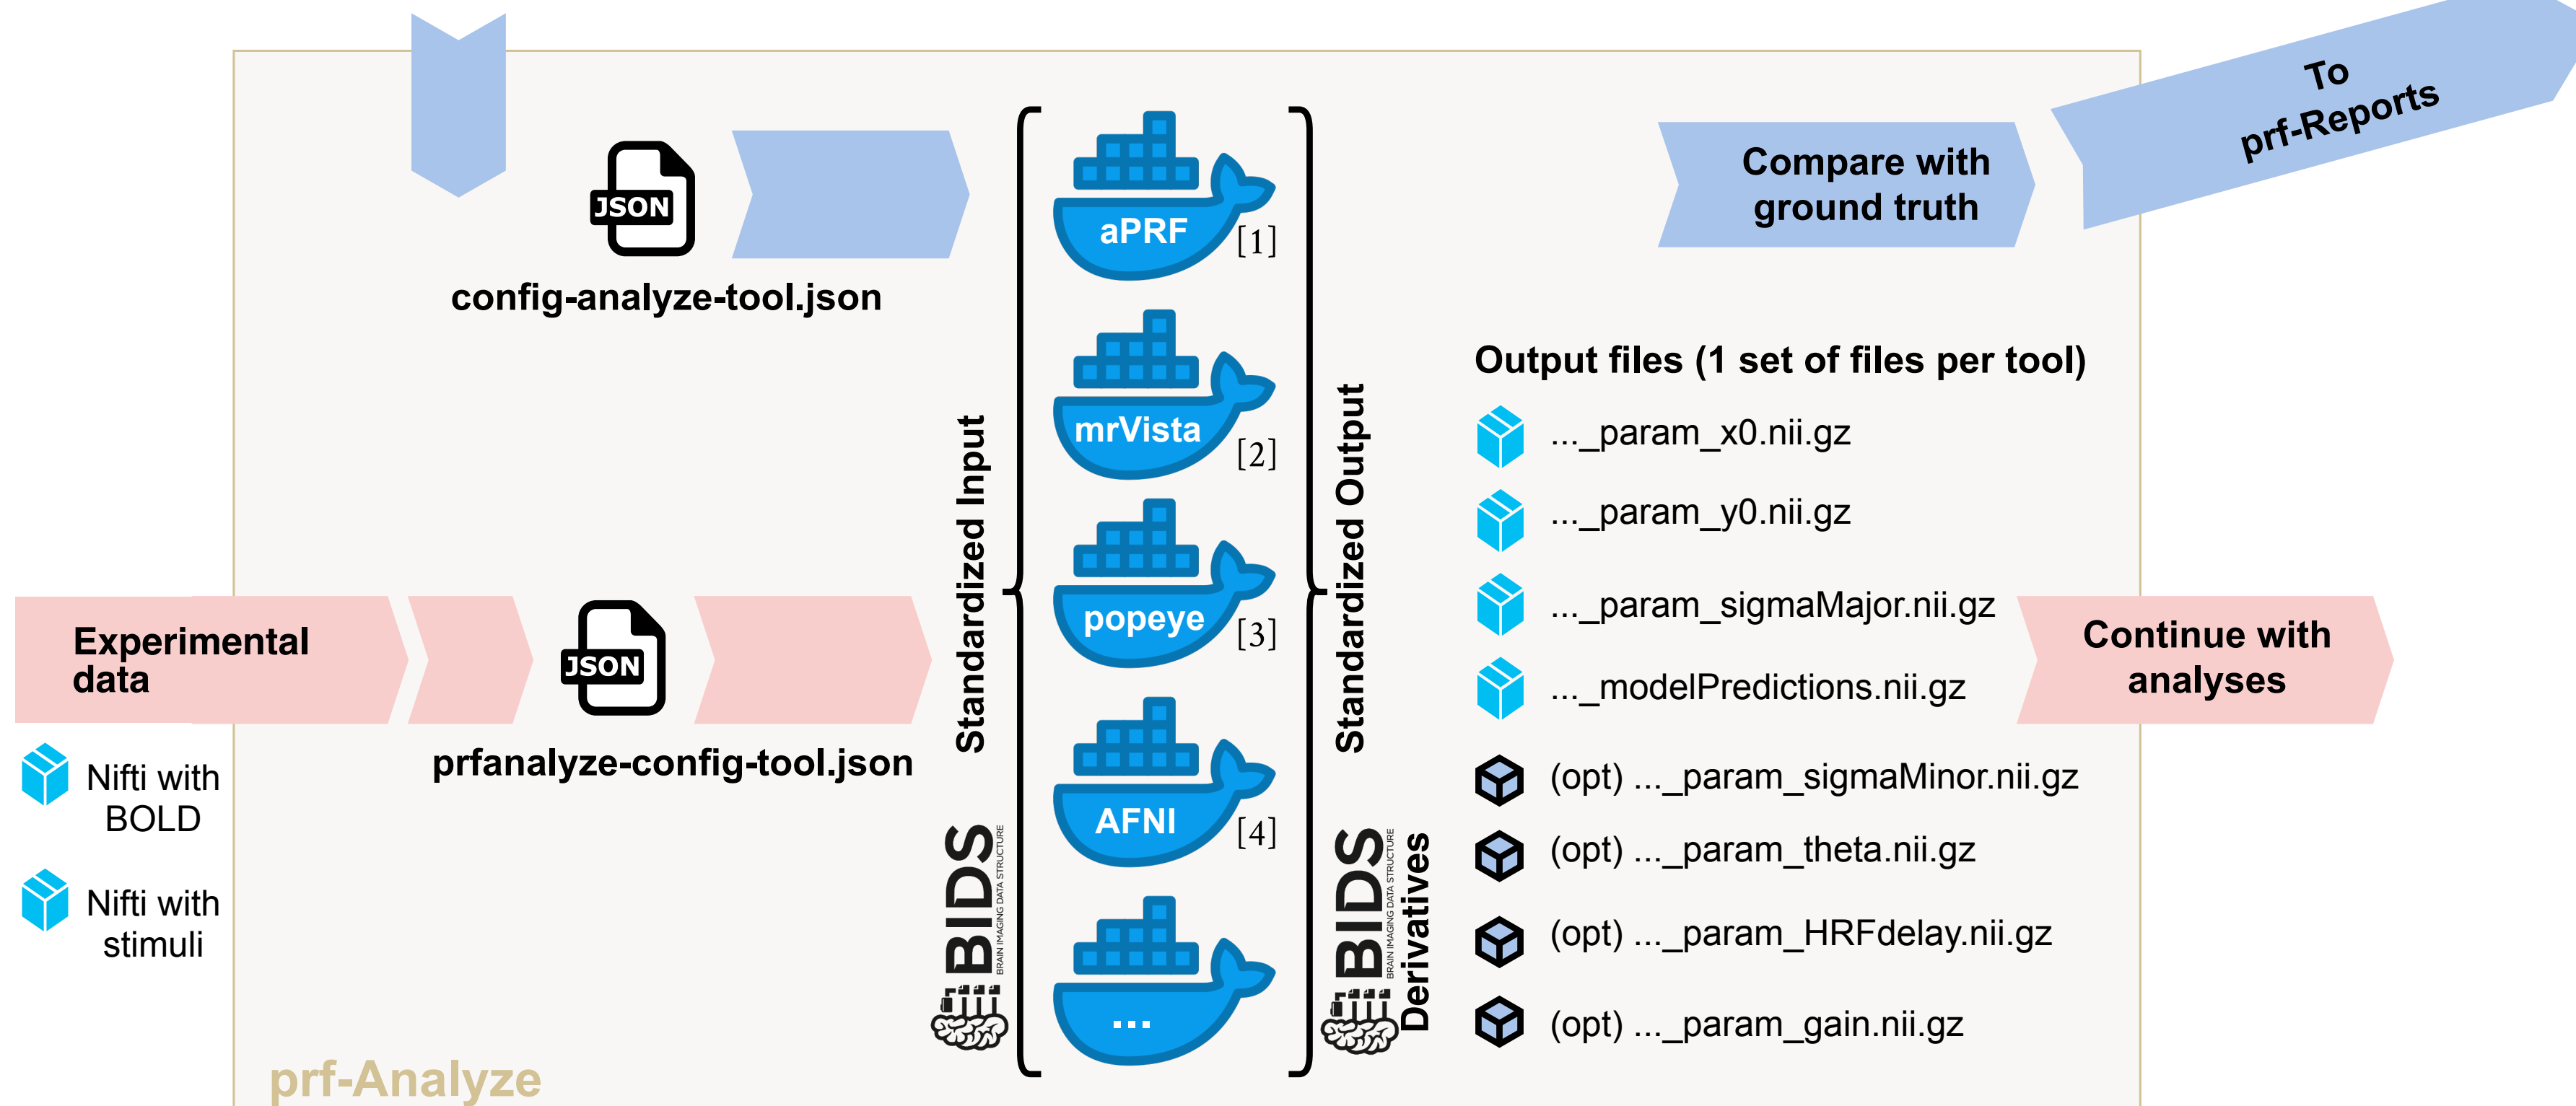 To
prf-Reports
Compare with
ground truth
JSON
config-analyze-tool.json
Experimental
data
Nifti with
BOLD
Nifti with
stimuli
JSON
prfanalyze-config-tool.json
Standardized Input
BIDS
BRAIN IMAGING DATA STRUCTURE
aPRF
[1]
mrVista
[2]
popeye
[3]
AFNI
[4]
...
Standardized Output
BIDS
BRAIN IMAGING DATA STRUCTURE
Derivatives
Output files (1 set of files per tool)
..._param_x0.nii.gz
..._param_y0.nii.gz
..._param_sigmaMajor.nii.gz
..._modelPredictions.nii.gz
(opt) ..._param_sigmaMinor.nii.gz
(opt) ..._param_theta.nii.gz
(opt) ..._param_HRFdelay.nii.gz
(opt) ..._param_gain.nii.gz
Continue with
analyses
prf-Analyze